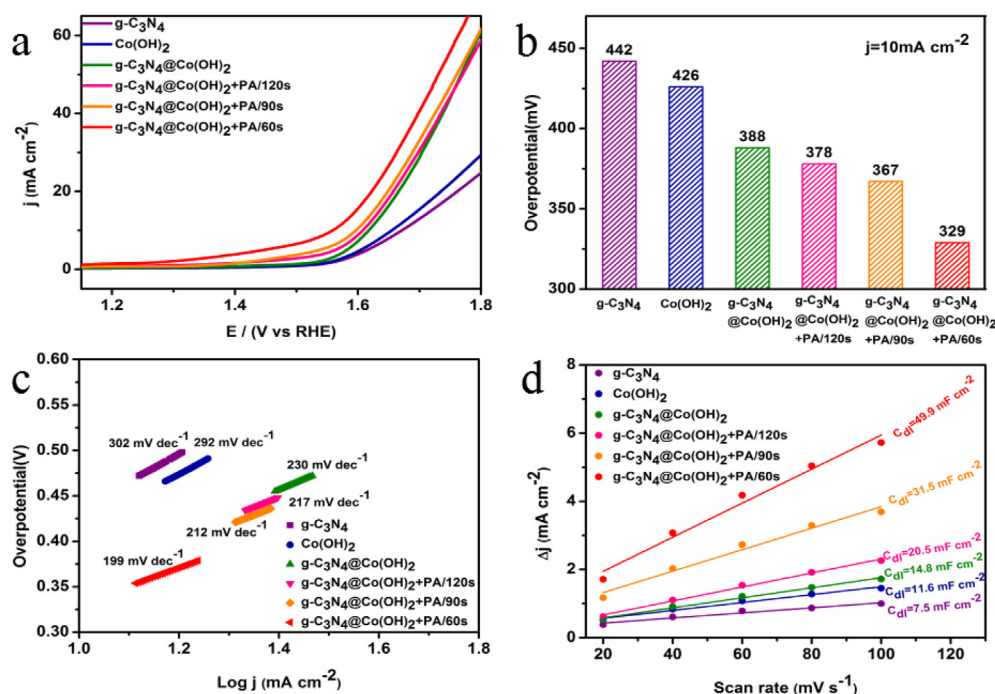 a
60
40
20
0
j (mA cm⁻²)
g-C₃N₄
Co(OH)₂
g-C₃N₄@Co(OH)₂
g-C₃N₄@Co(OH)₂+PA/120s
g-C₃N₄@Co(OH)₂+PA/90s
g-C₃N₄@Co(OH)₂+PA/60s
1.2
1.4
1.6
1.8
E / (V vs RHE)
b
j=10mA cm⁻²
450
400
350
300
Overpotential(mV)
442
426
388
378
367
329
g-C₃N₄
Co(OH)₂
g-C₃N₄
@Co(OH)₂
g-C₃N₄
@Co(OH)₂
+PA/120s
g-C₃N₄
@Co(OH)₂
+PA/90s
g-C₃N₄
@Co(OH)₂
+PA/60s
c
0.60
0.55
0.50
0.45
0.40
0.35
0.30
Overpotential(V)
302 mV dec⁻¹
292 mV dec⁻¹
230 mV dec⁻¹
217 mV dec⁻¹
212 mV dec⁻¹
199 mV dec⁻¹
g-C₃N₄
Co(OH)₂
g-C₃N₄@Co(OH)₂
g-C₃N₄@Co(OH)₂+PA/120s
g-C₃N₄@Co(OH)₂+PA/90s
g-C₃N₄@Co(OH)₂+PA/60s
1.0
1.2
1.4
1.6
1.8
Log j (mA cm⁻²)
d
8
6
4
2
0
Δj (mA cm⁻²)
g-C₃N₄
Co(OH)₂
g-C₃N₄@Co(OH)₂
g-C₃N₄@Co(OH)₂+PA/120s
g-C₃N₄@Co(OH)₂+PA/90s
g-C₃N₄@Co(OH)₂+PA/60s
C_dl=49.9 mF cm⁻²
C_dl=31.5 mF cm⁻²
C_dl=20.5 mF cm⁻²
C_dl=14.8 mF cm⁻²
C_dl=11.6 mF cm⁻²
C_dl=7.5 mF cm⁻²
20
40
60
80
100
120
Scan rate (mV s⁻¹)